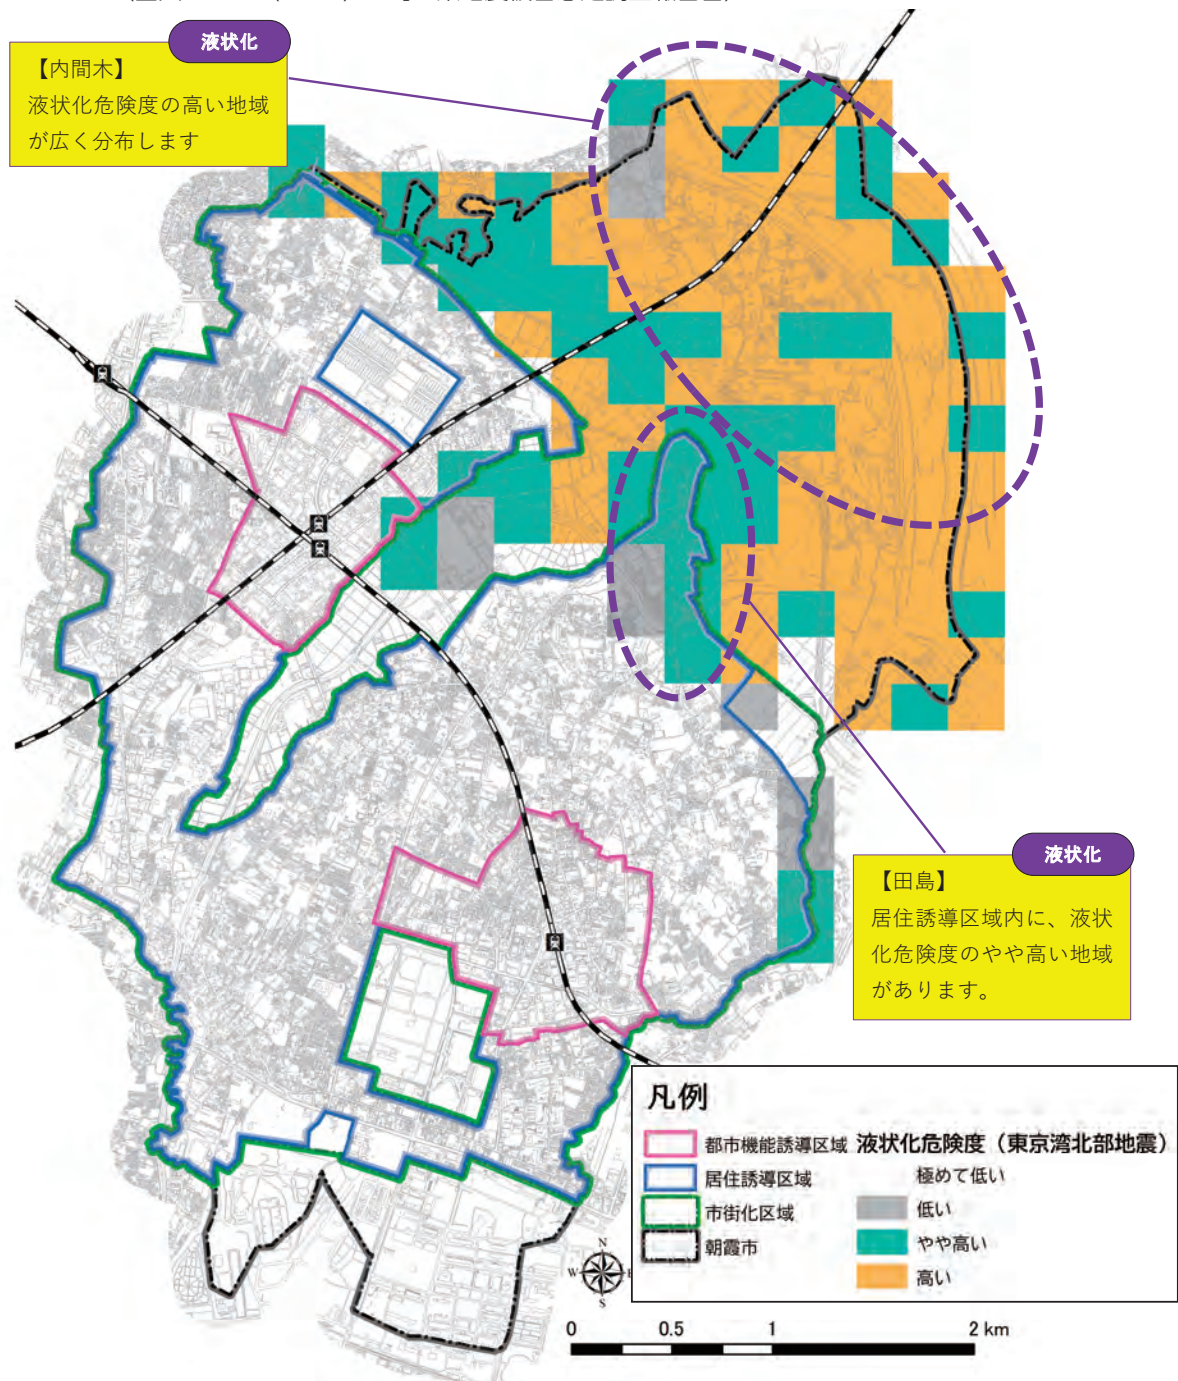 液状化
【内間木】
液状化危険度の高い地域
が広く分布します
液状化
【田島】
居住誘導区域内に、液状
化危険度のやや高い地域
があります。
凡例
都市機能誘導区域
居住誘導区域
市街化区域
朝霞市
液状化危険度（東京湾北部地震）
極めて低い
低い
やや高い
高い
N
W
S
0 0.5 1 2 km